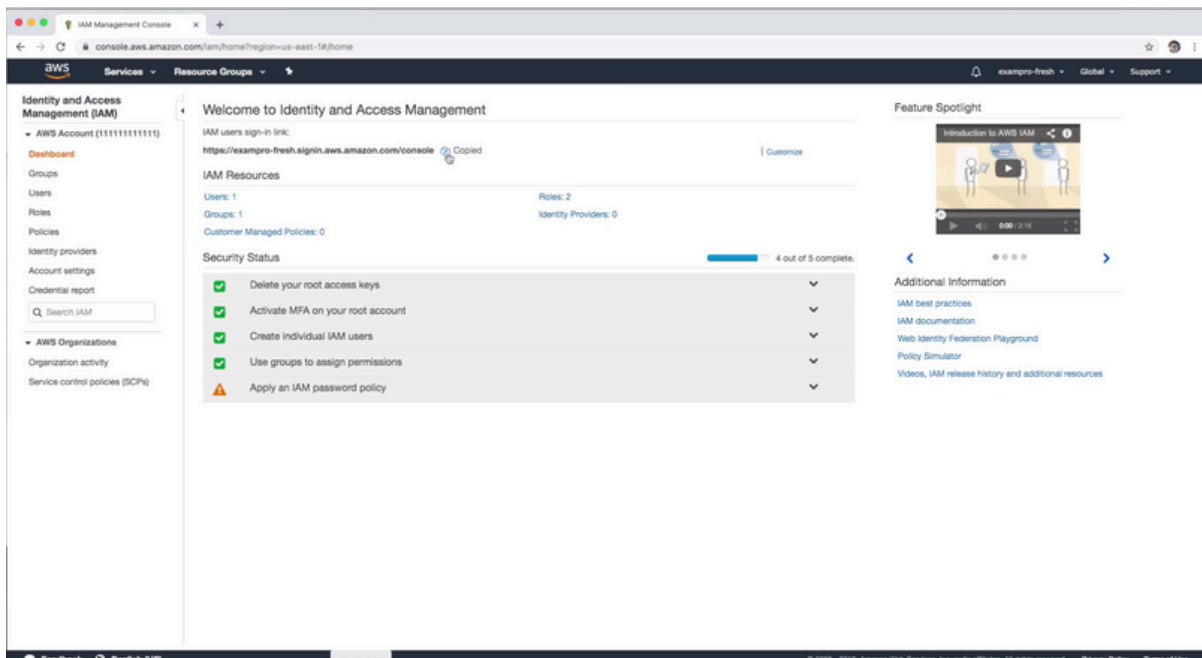 IAM Management Console
console.aws.amazon.com/iam/home?region=us-east-1#/home
aws Services Resource Groups exampro-fresh Global Support
Identity and Access Management (IAM)
AWS Account (111111111111)
Dashboard
Groups
Users
Roles
Policies
Identity providers
Account settings
Credential report
Search IAM
AWS Organizations
Organization activity
Service control policies (SCPs)
Welcome to Identity and Access Management
IAM users sign-in link:
https://exampro-fresh.signin.aws.amazon.com/console Copied | Customize
IAM Resources
Users: 1 Roles: 2
Groups: 1 Identity Providers: 0
Customer Managed Policies: 0
Security Status 4 out of 5 complete.
Delete your root access keys
Activate MFA on your root account
Create individual IAM users
Use groups to assign permissions
Apply an IAM password policy
Feature Spotlight
Introduction to AWS IAM
0:00 / 2:16
Additional Information
IAM best practices
IAM documentation
Web Identity Federation Playground
Policy Simulator
Videos, IAM release history and additional resources